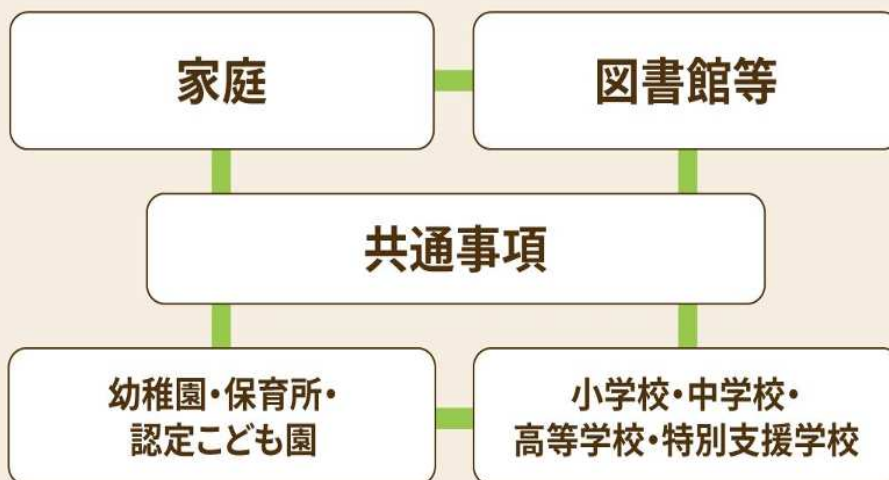 家庭
図書館等
共通事項
幼稚園・保育所・
認定こども園
小学校・中学校・
高等学校・特別支援学校